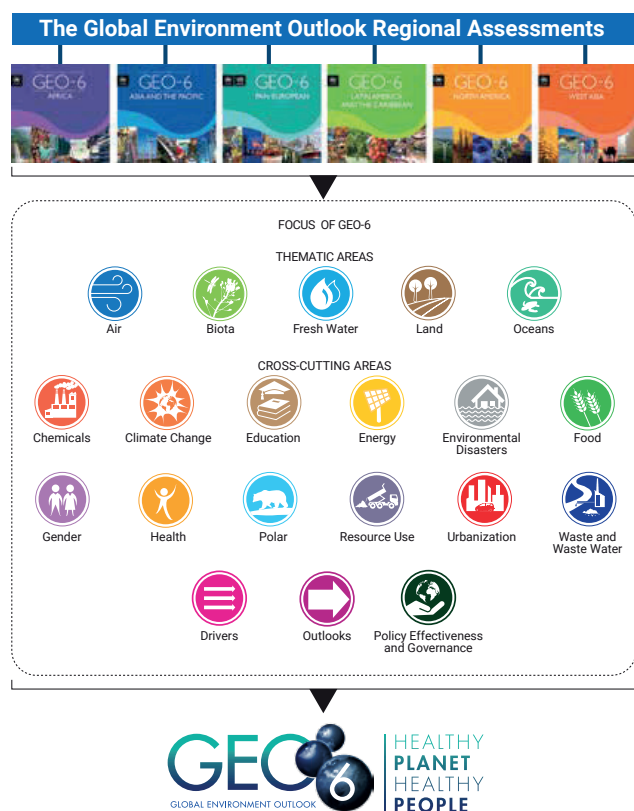 The Global Environment Outlook Regional Assessments
GEO-6
AFRICA
GEO-6
ASIA AND THE PACIFIC
GEO-6
PAN-EUROPEAN
GEO-6
LATIN AMERICA
AND THE CARIBBEAN
GEO-6
NORTH AMERICA
GEO-6
WEST ASIA
FOCUS OF GEO-6
THEMATIC AREAS
Air
Biota
Fresh Water
Land
Oceans
CROSS-CUTTING AREAS
Chemicals
Climate Change
Education
Energy
Environmental
Disasters
Food
Gender
Health
Polar
Resource Use
Urbanization
Waste and
Waste Water
Drivers
Outlooks
Policy Effectiveness
and Governance
GEO 6
GLOBAL ENVIRONMENT OUTLOOK
HEALTHY
PLANET
HEALTHY
PEOPLE